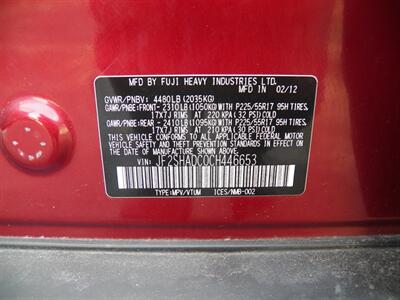 MFD. BY FUJI HEAVY INDUSTRIES LTD.
MFD. IN 02/12
GVWR/PNBV: 4480LB (2035KG)
GAWR/PNBE:FRONT- 2310LB(1050KG)WITH P225/55R17 95H TIRES,
17X7J RIMS AT 220 KPA(32 PSI) COLD
GAWR/PNBE:REAR - 2410LB(1095KG)WITH P225/55R17 95H TIRES,
17X7J RIMS AT 210 KPA(30 PSI) COLD
THIS VEHICLE CONFORMS TO ALL APPLICABLE FEDERAL MOTOR
VEHICLE SAFETY AND THEFT PREVENTION STANDARDS IN EFFECT
ON THE DATE OF MANUFACTURE SHOWN ABOVE.
VIN: JF2SHADC0CH446653
TYPE:MPV/VTUM ICES/NMB-002